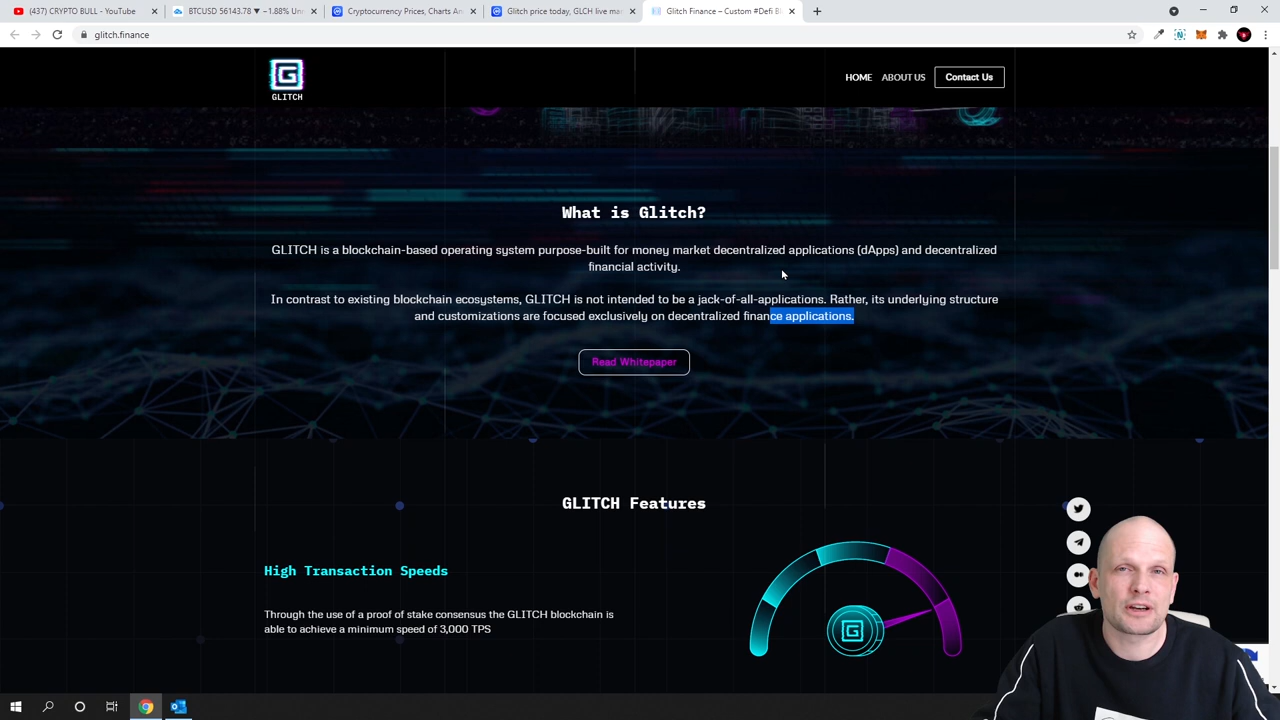 (437) CRYPTO BULL - YouTube
BTCUSD 56143.78 ▼ −1.88% Unn
Cryptocurrency Prices, Charts An
Glitch price today, GLCH live mar
Glitch Finance – Custom #Defi Bl
glitch.finance
GLITCH
HOME
ABOUT US
Contact Us
What is Glitch?
GLITCH is a blockchain-based operating system purpose-built for money market decentralized applications (dApps) and decentralized
financial activity.
In contrast to existing blockchain ecosystems, GLITCH is not intended to be a jack-of-all-applications. Rather, its underlying structure
and customizations are focused exclusively on decentralized finance applications.
Read Whitepaper
GLITCH Features
High Transaction Speeds
Through the use of a proof of stake consensus the GLITCH blockchain is
able to achieve a minimum speed of 3,000 TPS